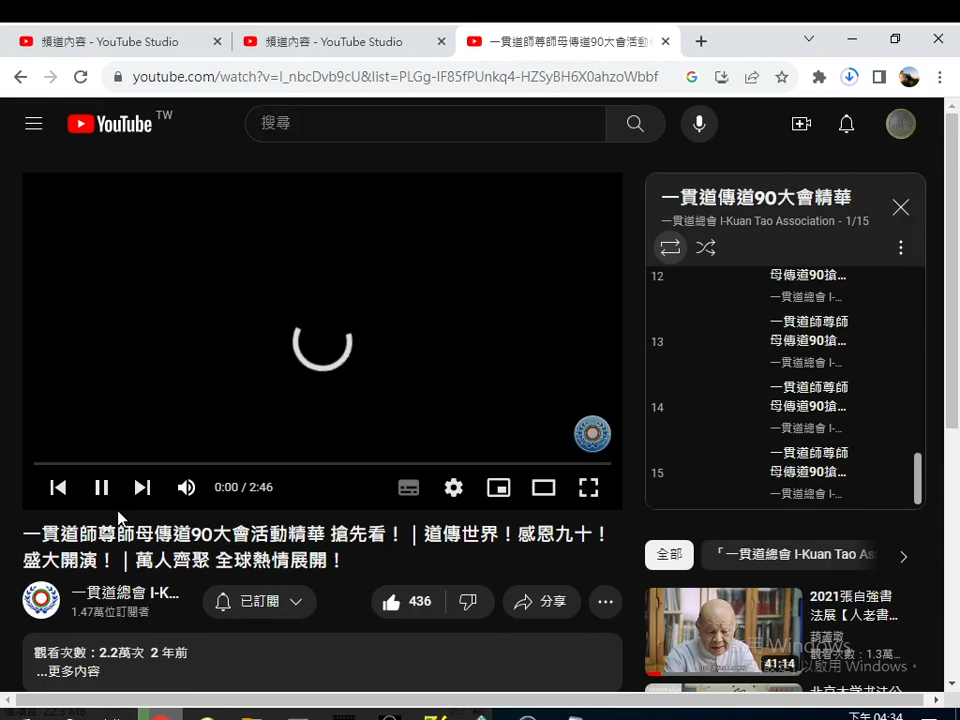 頻道內容 - YouTube Studio
頻道內容 - YouTube Studio
一貫道師尊師母傳道90大會活動
youtube.com/watch?v=I_nbcDvb9cU&list=PLGg-IF85fPUnkq4-HZSyBH6X0ahzoWbbf
YouTube TW
搜尋
一貫道傳道90大會精華
一貫道總會 I-Kuan Tao Association - 1/15
12
母傳道90搶...
一貫道總會 I-...
13
一貫道師尊師
母傳道90搶...
一貫道總會 I-...
14
一貫道師尊師
母傳道90搶...
一貫道總會 I-...
15
一貫道師尊師
母傳道90搶...
一貫道總會 I-...
0:00 / 2:46
一貫道師尊師母傳道90大會活動精華 搶先看！｜道傳世界！感恩九十！
盛大開演！｜萬人齊聚 全球熱情展開！
一貫道總會 I-K...
1.47萬位訂閱者
已訂閱
436
分享
觀看次數：2.2萬次 2 年前
...更多內容
全部
「一貫道總會 I-Kuan Tao As
2021張自強書
法展【人老書...
41:14
觀看次數：1.3萬...
啟用 Windows
以啟用 Windows。
下午 04:34